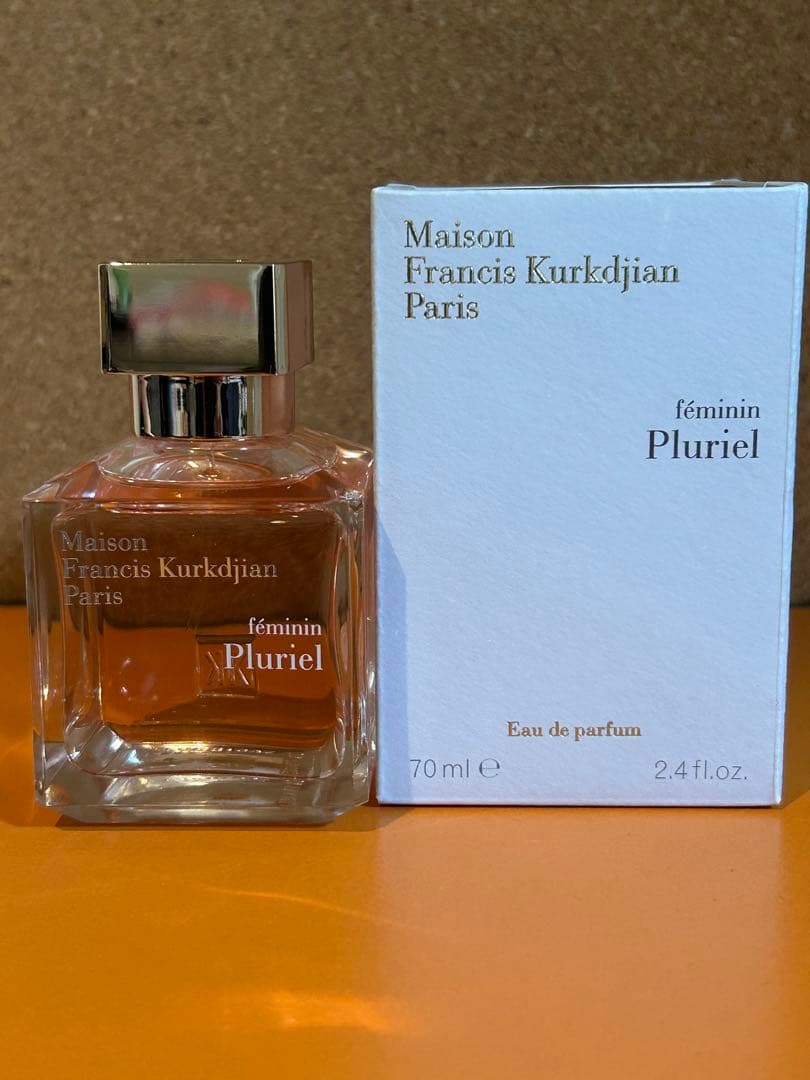 Maison
Francis Kurkdjian
Paris
féminin
Pluriel
Maison
Francis Kurkdjian
Paris
féminin
Pluriel
Eau de parfum
70 ml ℮
2.4 fl.oz.